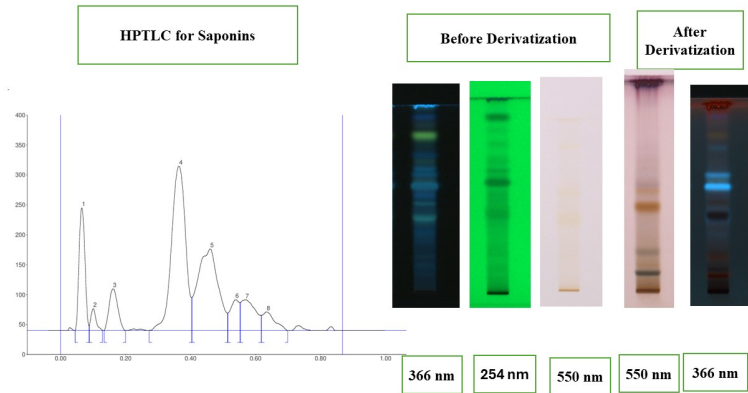 HPTLC for Saponins
Before Derivatization
After
Derivatization
400
350
300
250
200
150
100
50
0
1
2
3
4
5
6
7
8
0.00
0.20
0.40
0.60
0.80
1.00
366 nm
254 nm
550 nm
550 nm
366 nm